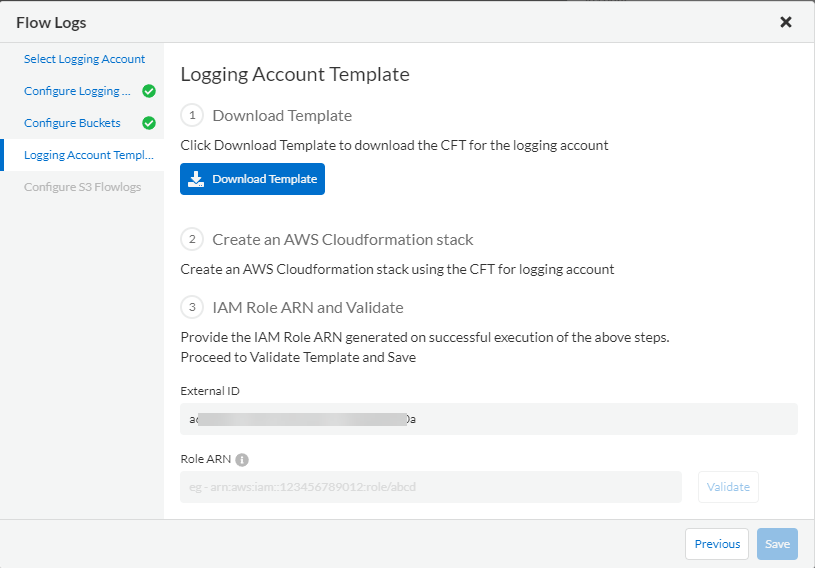 Flow Logs
Select Logging Account
Configure Logging ...
Configure Buckets
Logging Account Templ...
Configure S3 Flowlogs
Logging Account Template
1 Download Template
Click Download Template to download the CFT for the logging account
Download Template
2 Create an AWS Cloudformation stack
Create an AWS Cloudformation stack using the CFT for logging account
3 IAM Role ARN and Validate
Provide the IAM Role ARN generated on successful execution of the above steps.
Proceed to Validate Template and Save
External ID
Role ARN
eg - arn:aws:iam::123456789012:role/abcd
Validate
Previous
Save